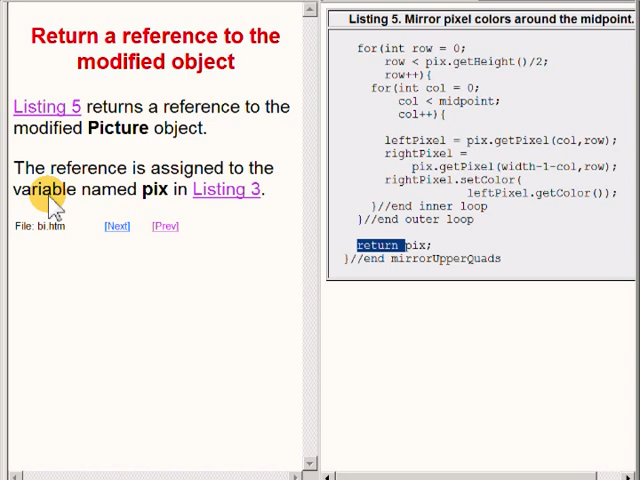 Return a reference to the
modified object
Listing 5 returns a reference to the
modified Picture object.
The reference is assigned to the
variable named pix in Listing 3.
File: bi.htm [Next] [Prev]
Listing 5. Mirror pixel colors around the midpoint.
for(int row = 0;
row < pix.getHeight()/2;
row++){
for(int col = 0;
col < midpoint;
col++){
leftPixel = pix.getPixel(col,row);
rightPixel =
pix.getPixel(width-1-col,row);
rightPixel.setColor(
leftPixel.getColor());
}//end inner loop
}//end outer loop
return pix;
}//end mirrorUpperQuads